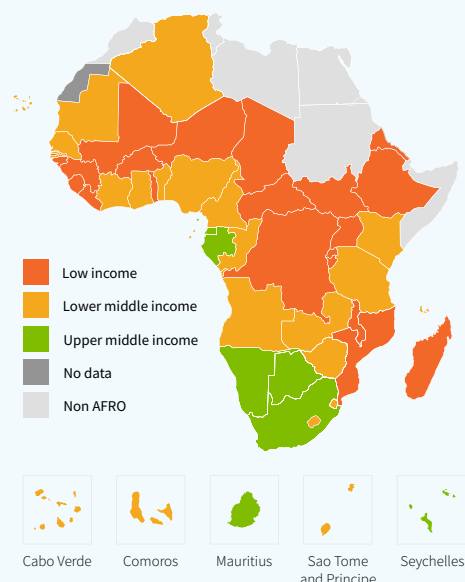 Low income
Lower middle income
Upper middle income
No data
Non AFRO
Cabo Verde
Comoros
Mauritius
Sao Tome
and Principe
Seychelles